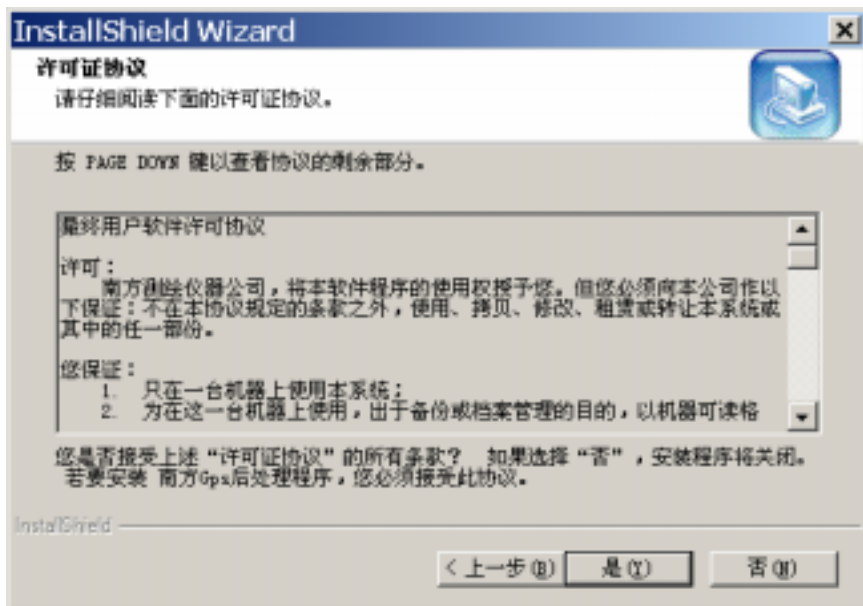 InstallShield Wizard
许可证协议
请仔细阅读下面的许可证协议。
按 PAGE DOWN 键以查看协议的剩余部分。
最终用户软件许可协议
许可：
南方测绘仪器公司，将本软件程序的使用权授予您。但您必须向本公司作以
下保证：不在本协议规定的条款之外，使用、拷贝、修改、租赁或转让本系统或
其中的任一部份。
您保证：
1. 只在一台机器上使用本系统；
2. 为在这一台机器上使用，出于备份或档案管理的目的，以机器可读格
您是否接受上述“许可证协议”的所有条款？ 如果选择“否”，安装程序将关闭。
若要安装 南方Gps后处理程序，您必须接受此协议。
InstallShield
< 上一步(B) 是(Y) 否(N)